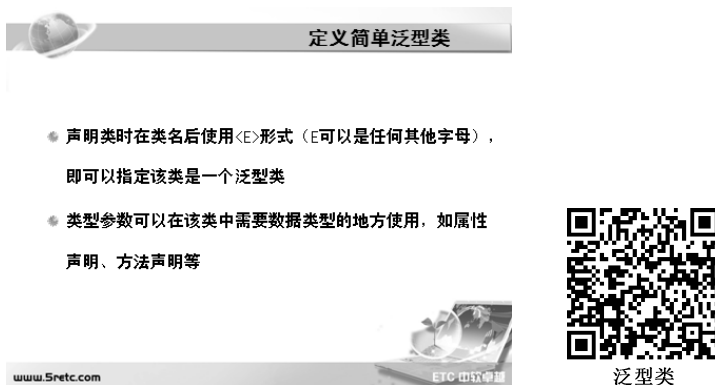 定义简单泛型类
声明类时在类名后使用<E>形式（E可以是任何其他字母），
即可以指定该类是一个泛型类
类型参数可以在该类中需要数据类型的地方使用，如属性
声明、方法声明等
www.5retc.com
ETC 中软卓越
泛型类